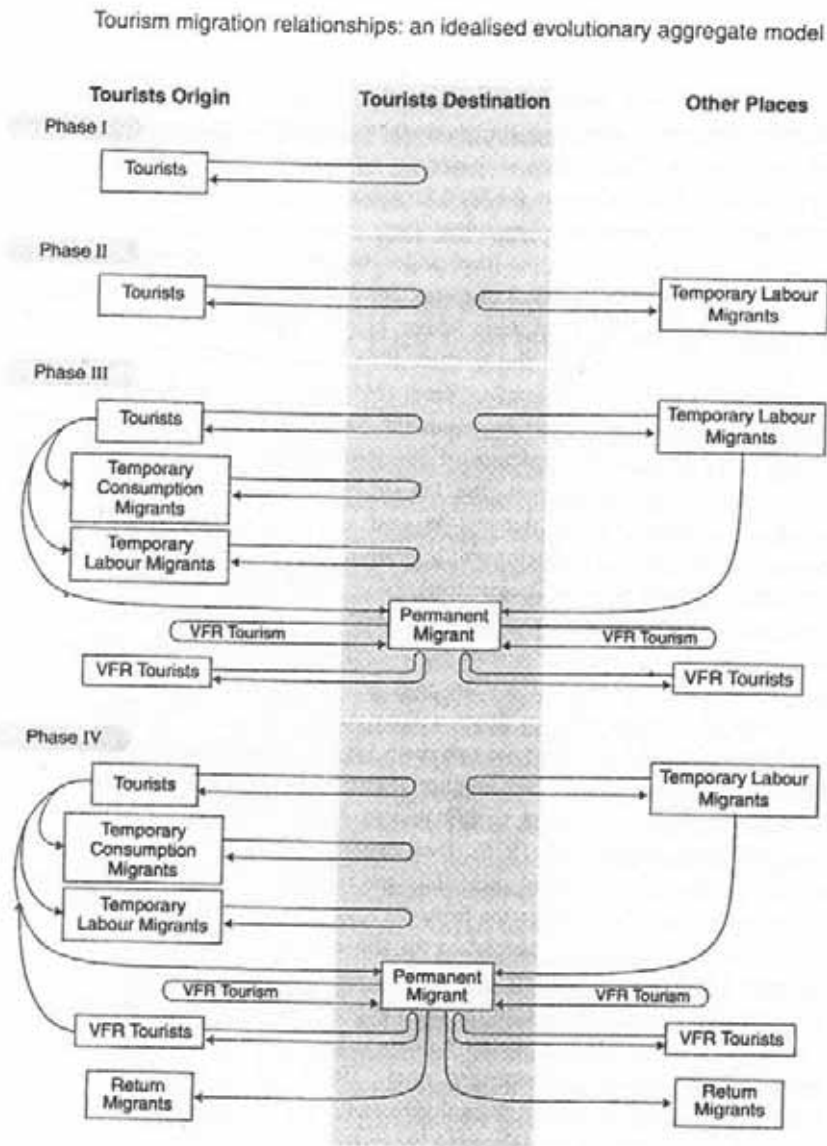 Tourism migration relationships: an idealised evolutionary aggregate model
Tourists Origin
Tourists Destination
Other Places
Phase I
Tourists
Phase II
Tourists
Temporary Labour
Migrants
Phase III
Tourists
Temporary Labour
Migrants
Temporary
Consumption
Migrants
Temporary
Labour Migrants
Permanent
Migrant
VFR Tourism
VFR Tourism
VFR Tourists
VFR Tourists
Phase IV
Tourists
Temporary Labour
Migrants
Temporary
Consumption
Migrants
Temporary
Labour Migrants
Permanent
Migrant
VFR Tourism
VFR Tourism
VFR Tourists
VFR Tourists
Return
Migrants
Return
Migrants